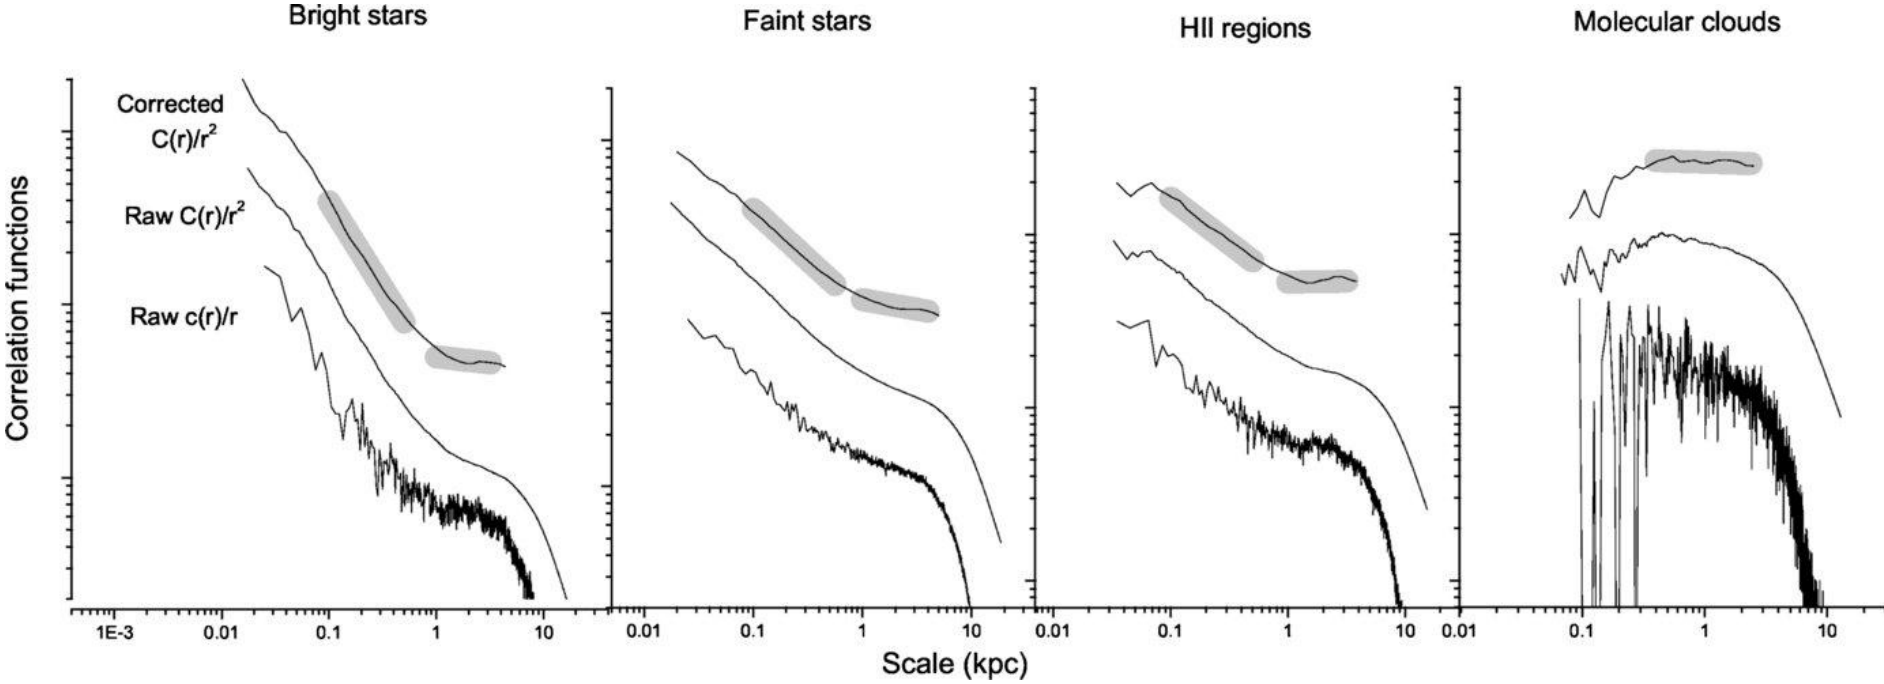 Bright stars
Faint stars
HII regions
Molecular clouds
Corrected
C(r)/r²
Raw C(r)/r²
Raw c(r)/r
Correlation functions
1E-3 0.01 0.1 1 10
0.01 0.1 1 10
0.01 0.1 1 10
0.01 0.1 1 10
Scale (kpc)